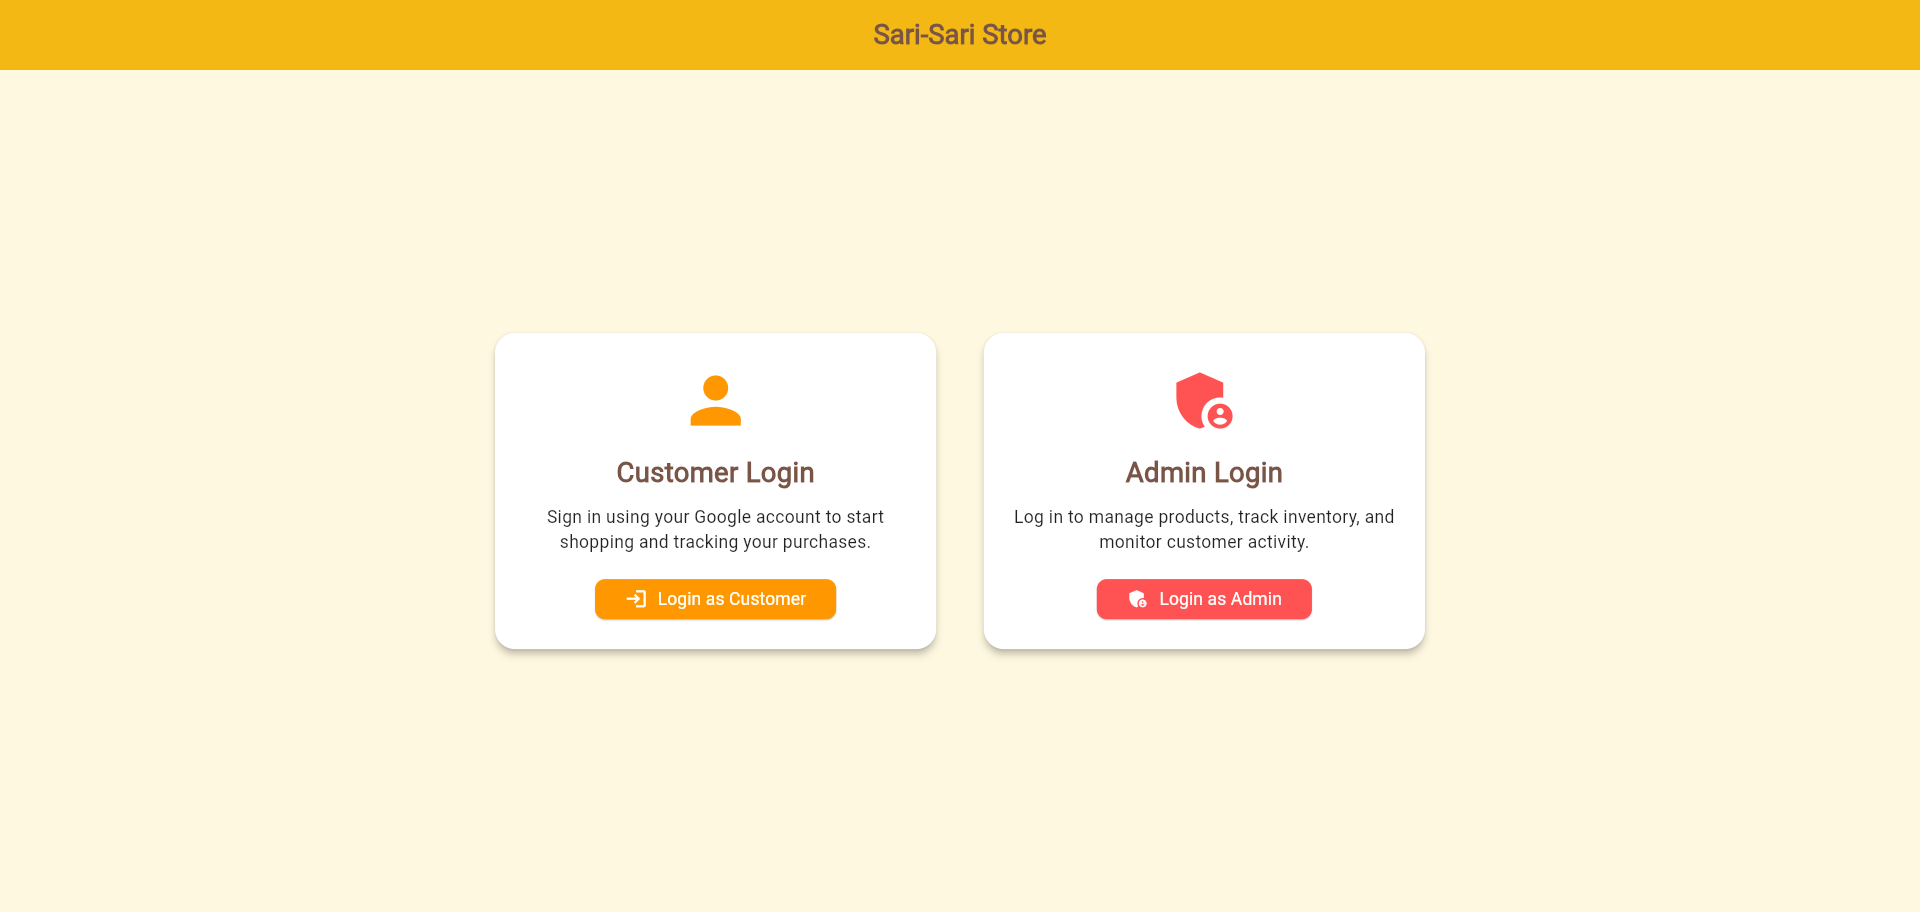 Sari-Sari Store
Customer Login
Sign in using your Google account to start
shopping and tracking your purchases.
Login as Customer
Admin Login
Log in to manage products, track inventory, and
monitor customer activity.
Login as Admin